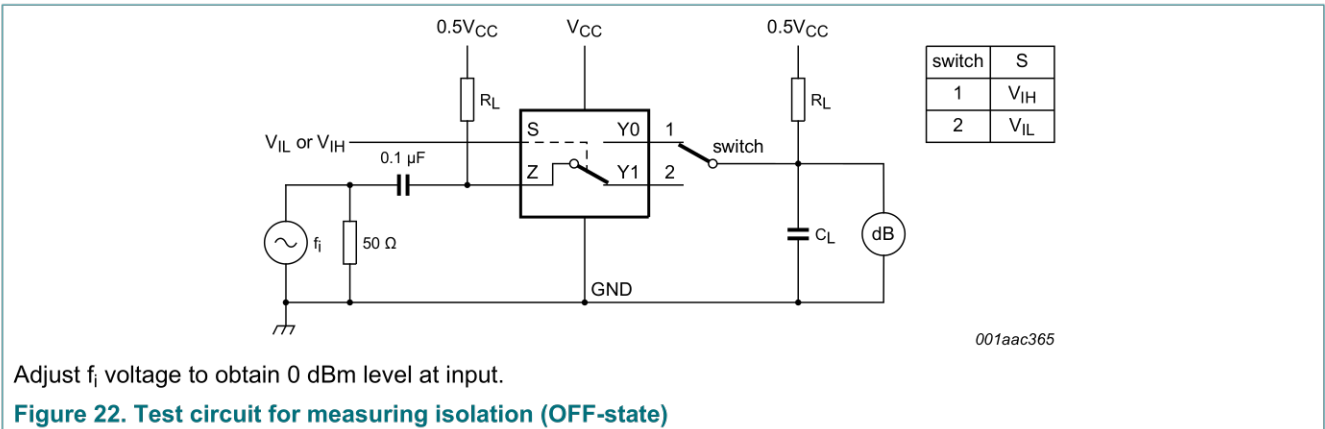 0.5VCC VCC 0.5VCC
switch S
1 VIH
2 VIL
RL RL
S Y0 1
VIL or VIH switch
0.1 µF
Z Y1 2
fi 50 Ω CL dB
GND
001aac365
Adjust fi voltage to obtain 0 dBm level at input.
Figure 22. Test circuit for measuring isolation (OFF-state)